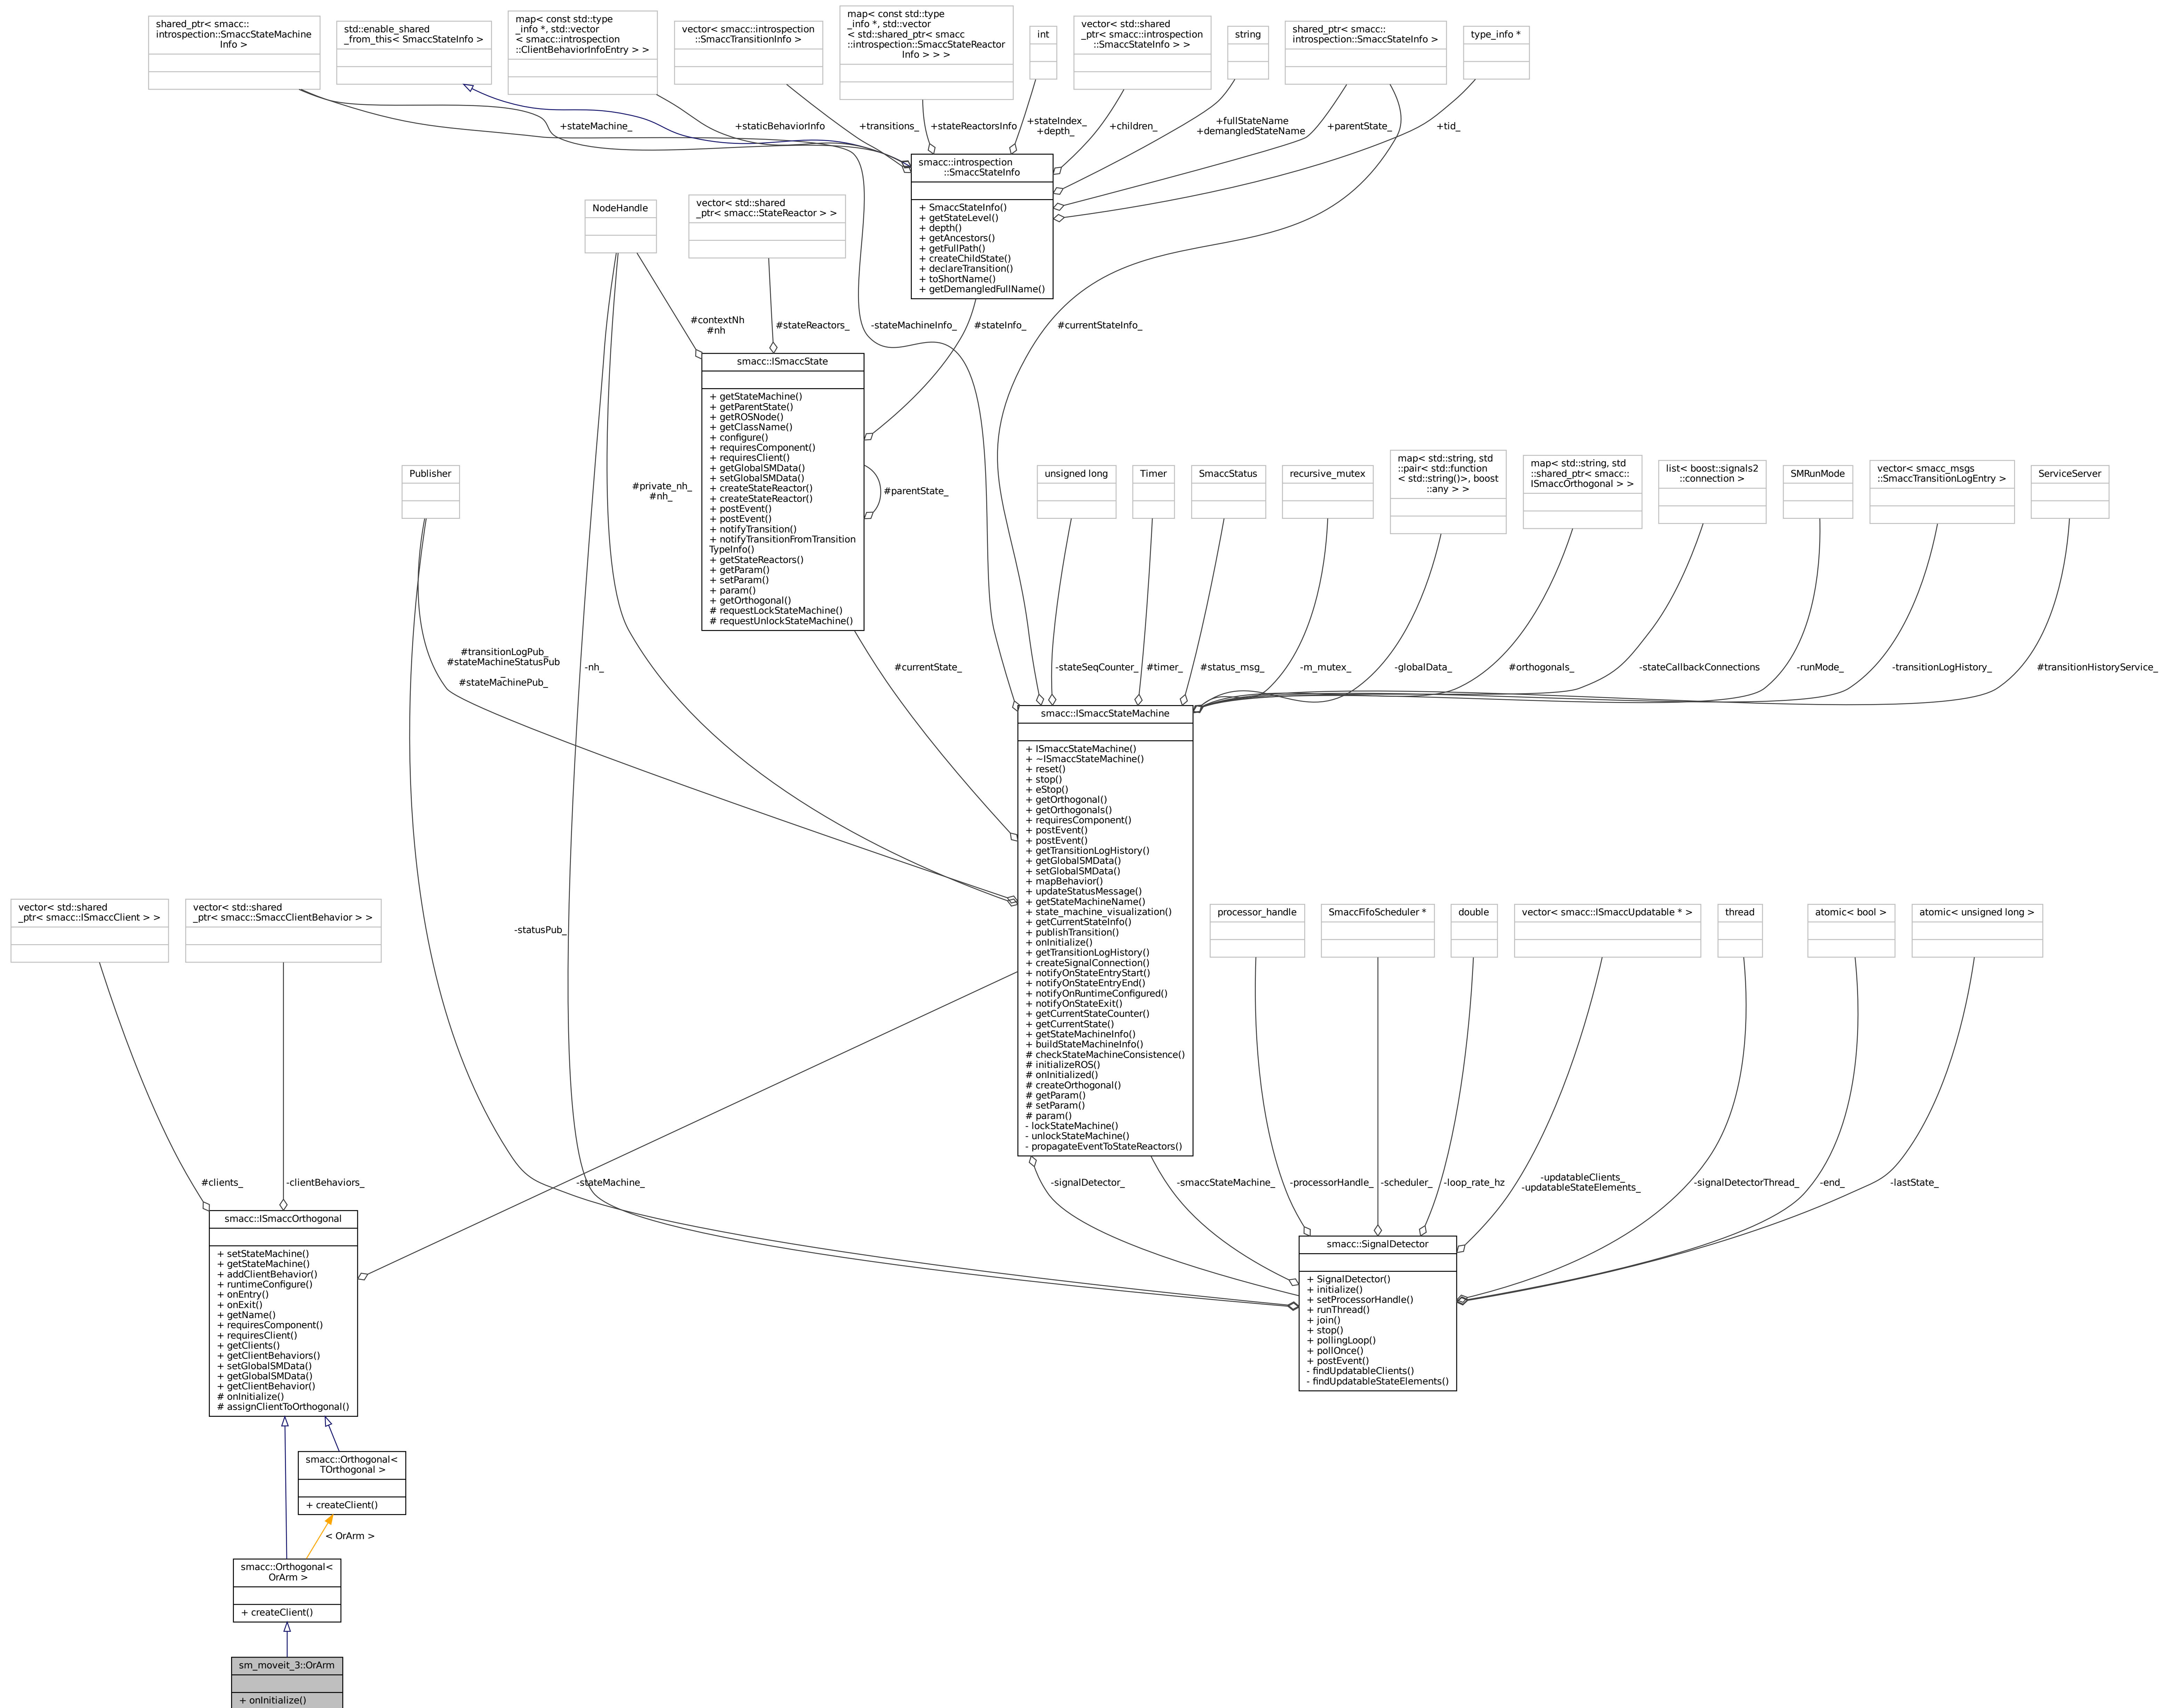 shared_ptr< smacc::
introspection::SmaccStateMachine
Info >
std::enable_shared
_from_this< SmaccStateInfo >
map< const std::type
_info *, std::vector
< smacc::introspection
::ClientBehaviorInfoEntry > >
vector< smacc::introspection
::SmaccTransitionInfo >
map< const std::type
_info *, std::vector
< std::shared_ptr< smacc
::introspection::SmaccStateReactor
Info > > >
int
vector< std::shared
_ptr< smacc::introspection
::SmaccStateInfo > >
string
shared_ptr< smacc::
introspection::SmaccStateInfo >
type_info *
+stateMachine_
+staticBehaviorInfo
+transitions_
+stateReactorsInfo
+stateIndex_
+depth_
+children_
+fullStateName
+demangledStateName
+parentState_
+tid_
smacc::introspection
::SmaccStateInfo
+ SmaccStateInfo()
+ getStateLevel()
+ depth()
+ getAncestors()
+ getFullPath()
+ createChildState()
+ declareTransition()
+ toShortName()
+ getDemangledFullName()
NodeHandle
vector< std::shared
_ptr< smacc::StateReactor > >
#contextNh
#nh
#stateReactors_
-stateMachineInfo_
#stateInfo_
#currentStateInfo_
smacc::ISmaccState
+ getStateMachine()
+ getParentState()
+ getROSNode()
+ getClassName()
+ configure()
+ requiresComponent()
+ requiresClient()
+ getGlobalSMData()
+ setGlobalSMData()
+ createStateReactor()
+ createStateReactor()
+ postEvent()
+ postEvent()
+ notifyTransition()
+ notifyTransitionFromTransition
TypeInfo()
+ getStateReactors()
+ getParam()
+ setParam()
+ param()
+ getOrthogonal()
# requestLockStateMachine()
# requestUnlockStateMachine()
#parentState_
Publisher
#private_nh_
#nh_
unsigned long
Timer
SmaccStatus
recursive_mutex
map< std::string, std
::pair< std::function
< std::string()>, boost
::any > >
map< std::string, std
::shared_ptr< smacc::
ISmaccOrthogonal > >
list< boost::signals2
::connection >
SMRunMode
vector< smacc_msgs
::SmaccTransitionLogEntry >
ServiceServer
#transitionLogPub_
#stateMachineStatusPub
_
#stateMachinePub_
-nh_
#currentState_
-stateSeqCounter_
#timer_
#status_msg_
-m_mutex_
-globalData_
#orthogonals_
-stateCallbackConnections
-runMode_
-transitionLogHistory_
#transitionHistoryService_
smacc::ISmaccStateMachine
+ ISmaccStateMachine()
+ ~ISmaccStateMachine()
+ reset()
+ stop()
+ eStop()
+ getOrthogonal()
+ getOrthogonals()
+ requiresComponent()
+ postEvent()
+ postEvent()
+ getTransitionLogHistory()
+ getGlobalSMData()
+ setGlobalSMData()
+ mapBehavior()
+ updateStatusMessage()
+ getStateMachineName()
+ state_machine_visualization()
+ getCurrentStateInfo()
+ publishTransition()
+ onInitialize()
+ getTransitionLogHistory()
+ createSignalConnection()
+ notifyOnStateEntryStart()
+ notifyOnStateEntryEnd()
+ notifyOnRuntimeConfigured()
+ notifyOnStateExit()
+ getCurrentStateCounter()
+ getCurrentState()
+ getStateMachineInfo()
+ buildStateMachineInfo()
# checkStateMachineConsistence()
# initializeROS()
# onInitialized()
# createOrthogonal()
# getParam()
# setParam()
# param()
- lockStateMachine()
- unlockStateMachine()
- propagateEventToStateReactors()
vector< std::shared
_ptr< smacc::ISmaccClient > >
vector< std::shared
_ptr< smacc::SmaccClientBehavior > >
-statusPub_
processor_handle
SmaccFifoScheduler *
double
vector< smacc::ISmaccUpdatable * >
thread
atomic< bool >
atomic< unsigned long >
#clients_
-clientBehaviors_
-stateMachine_
-signalDetector_
-smaccStateMachine_
-processorHandle_
-scheduler_
-loop_rate_hz
-updatableClients_
-updatableStateElements_
-signalDetectorThread_
-end_
-lastState_
smacc::ISmaccOrthogonal
+ setStateMachine()
+ getStateMachine()
+ addClientBehavior()
+ runtimeConfigure()
+ onEntry()
+ onExit()
+ getName()
+ requiresComponent()
+ requiresClient()
+ getClients()
+ getClientBehaviors()
+ setGlobalSMData()
+ getGlobalSMData()
+ getClientBehavior()
# onInitialize()
# assignClientToOrthogonal()
smacc::SignalDetector
+ SignalDetector()
+ initialize()
+ setProcessorHandle()
+ runThread()
+ join()
+ stop()
+ pollingLoop()
+ pollOnce()
+ postEvent()
- findUpdatableClients()
- findUpdatableStateElements()
smacc::Orthogonal<
TOrthogonal >
+ createClient()
< OrArm >
smacc::Orthogonal<
OrArm >
+ createClient()
sm_moveit_3::OrArm
+ onInitialize()